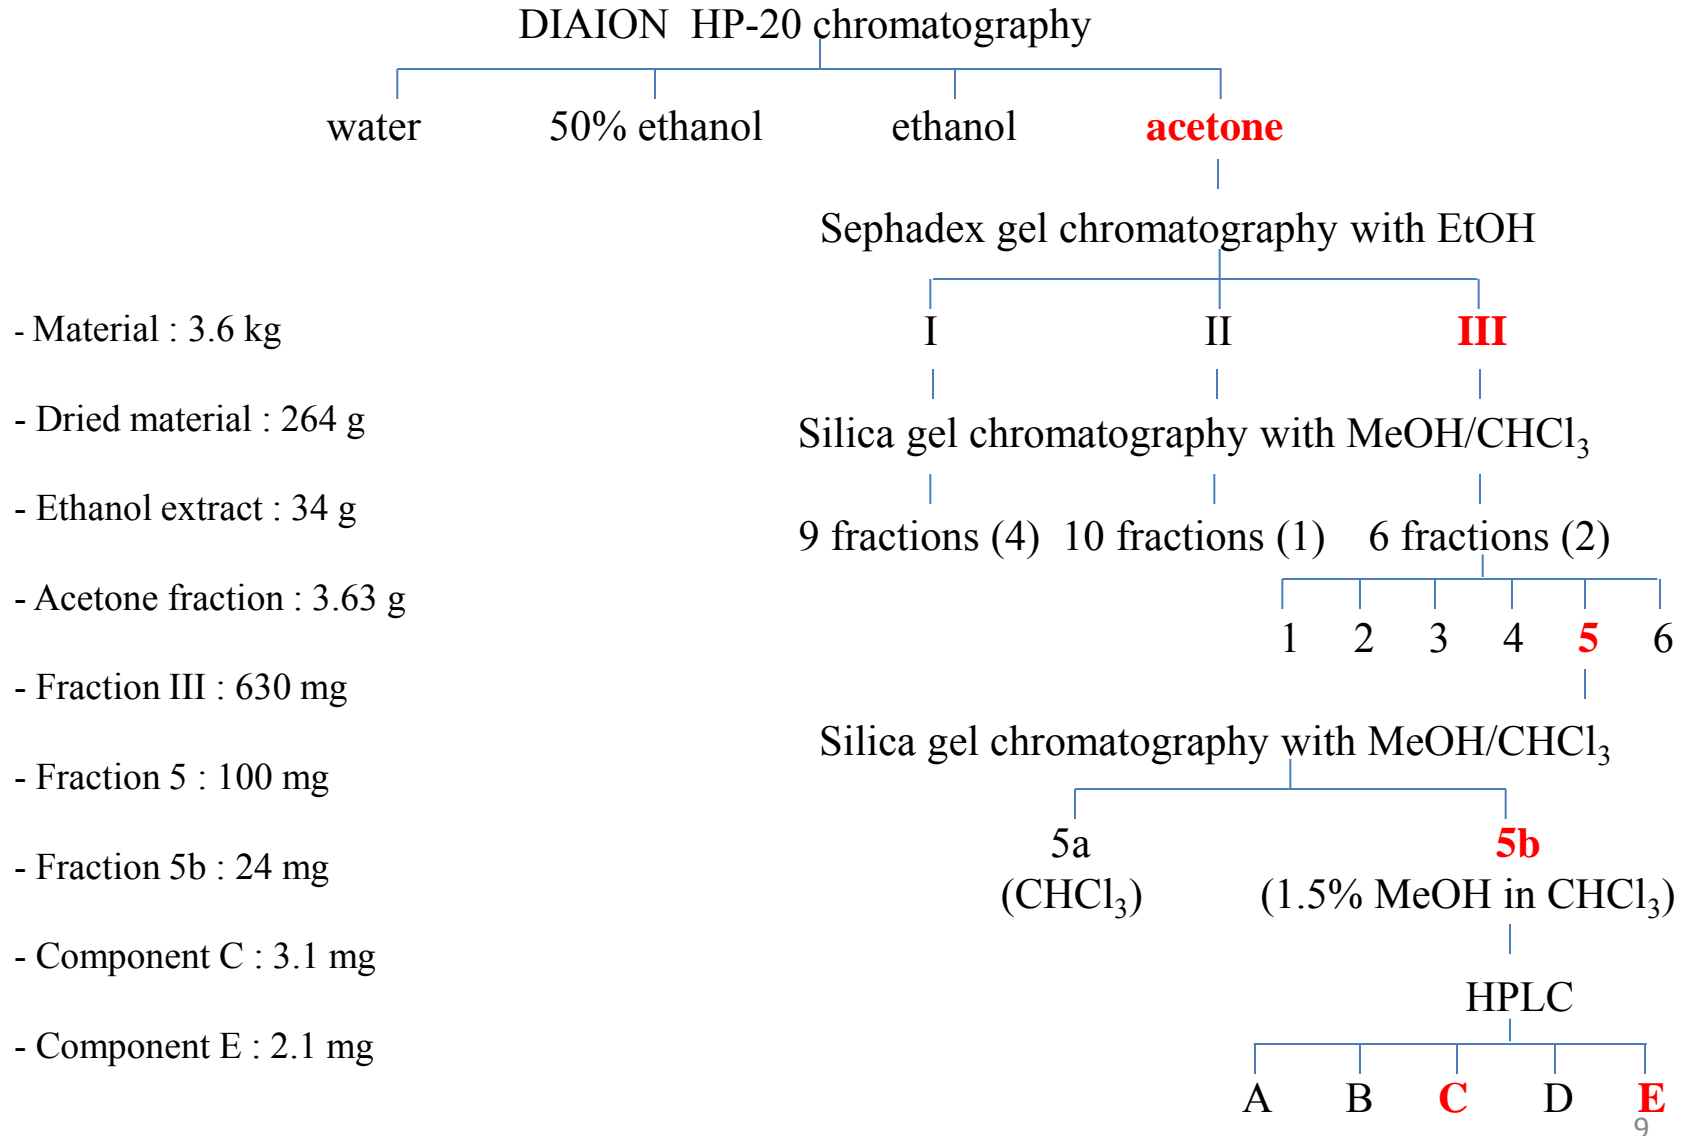 DIAION  HP-20 chromatography
water 50% ethanol ethanol acetone
Sephadex gel chromatography with EtOH
I II III
Silica gel chromatography with MeOH/CHCl₃
9 fractions (4) 10 fractions (1) 6 fractions (2)
1 2 3 4 5 6
Silica gel chromatography with MeOH/CHCl₃
5a 5b
(CHCl₃) (1.5% MeOH in CHCl₃)
HPLC
A B C D E
- Material : 3.6 kg
- Dried material : 264 g
- Ethanol extract : 34 g
- Acetone fraction : 3.63 g
- Fraction III : 630 mg
- Fraction 5 : 100 mg
- Fraction 5b : 24 mg
- Component C : 3.1 mg
- Component E : 2.1 mg
9